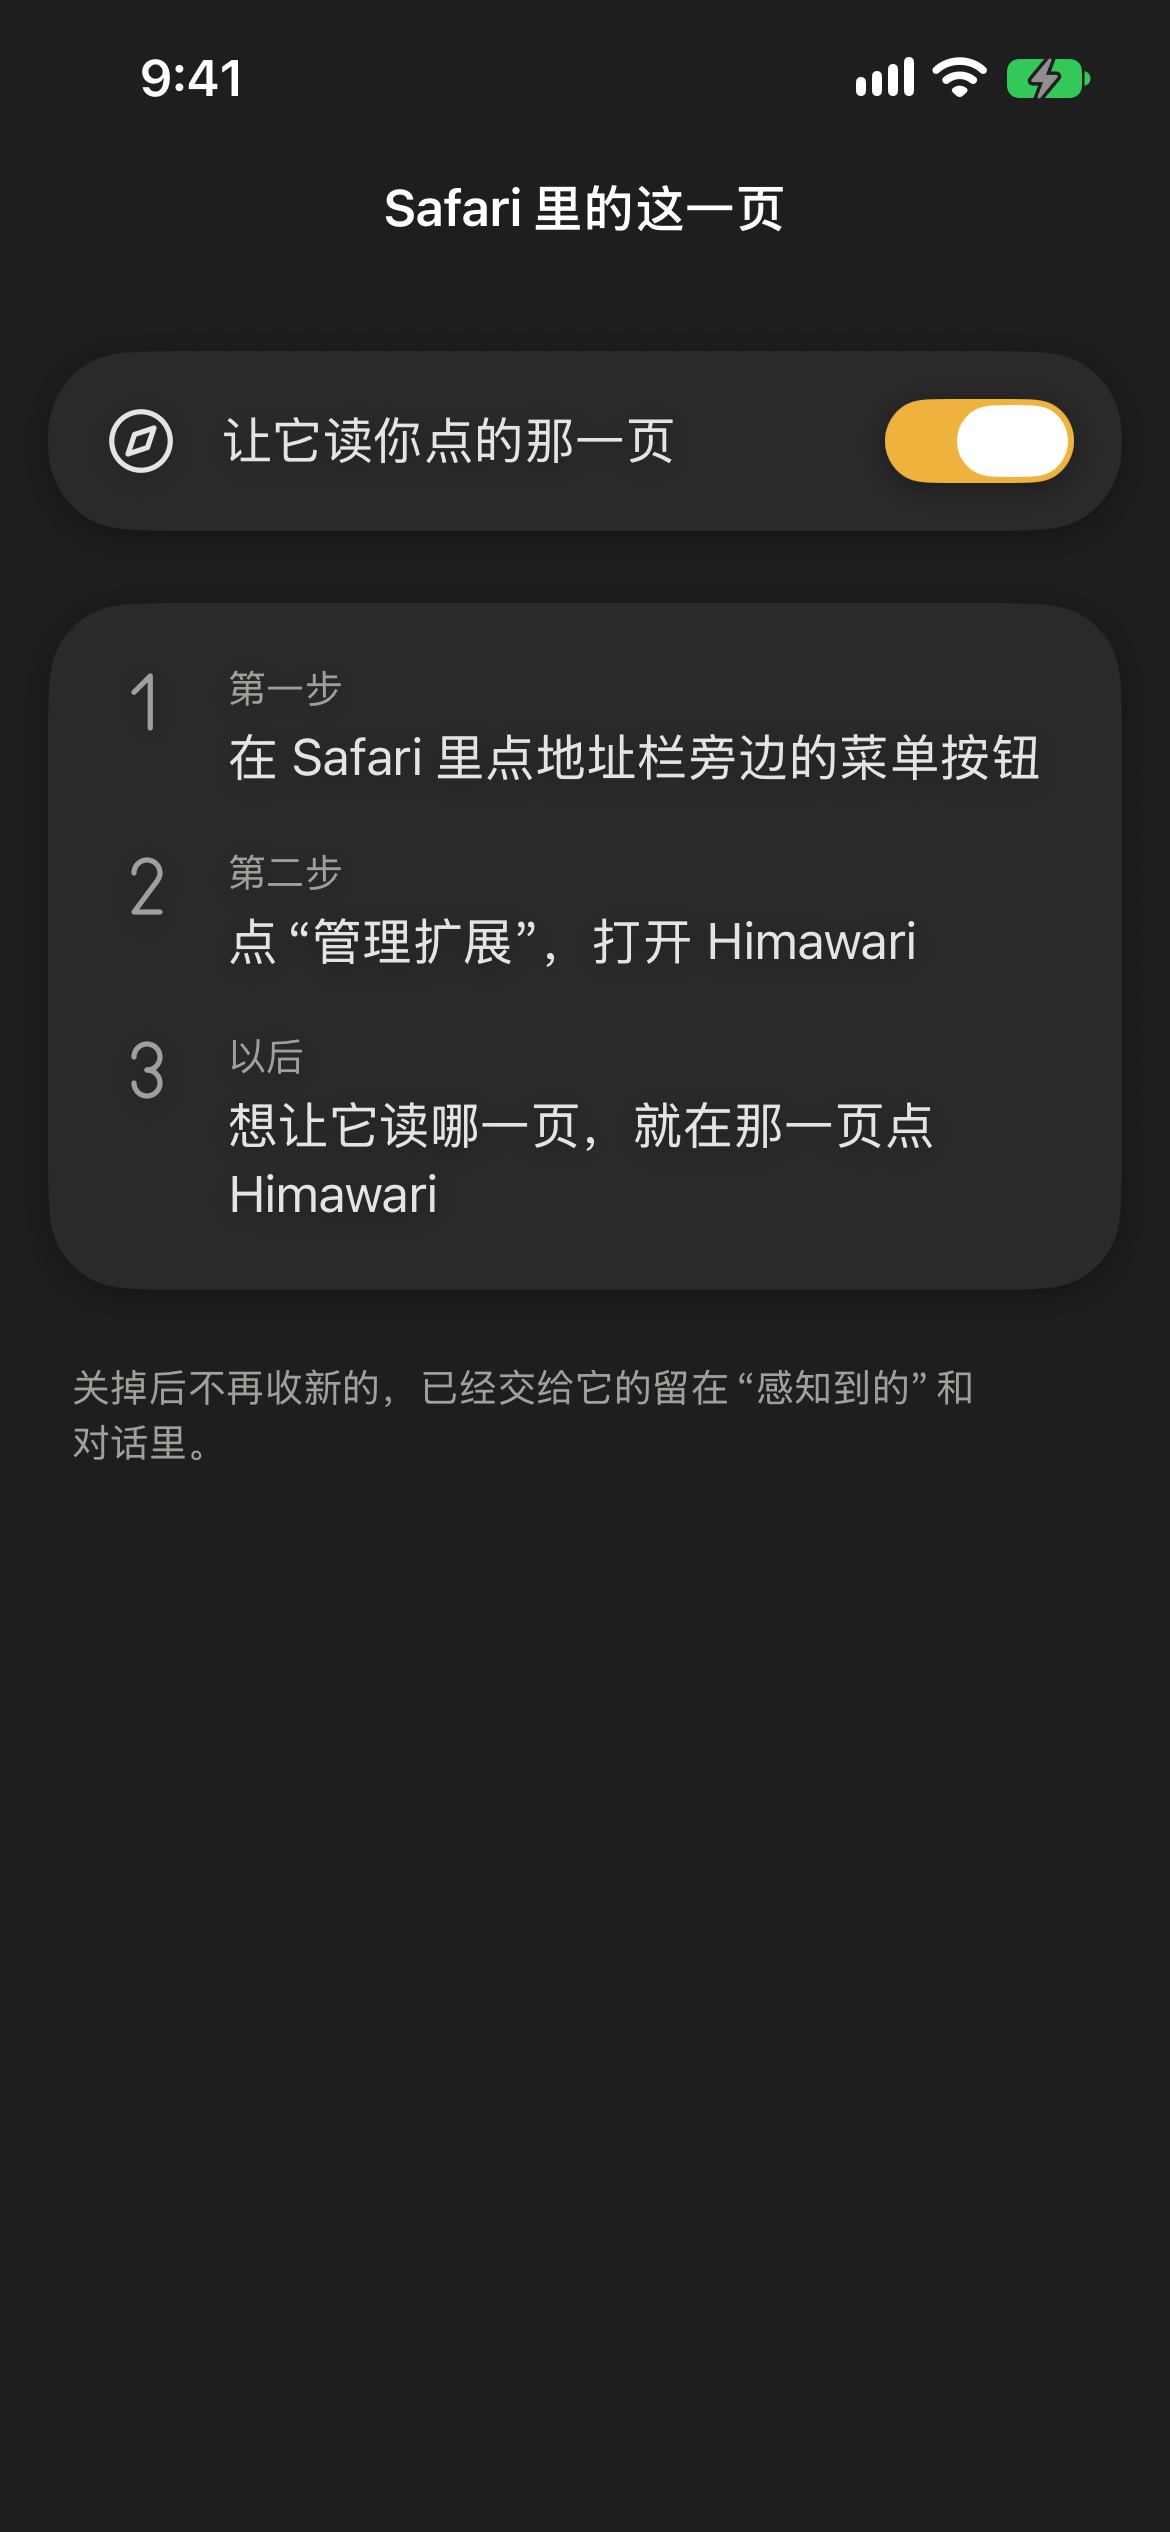 9:41
Safari 里的这一页
让它读你点的那一页
1
第一步
在 Safari 里点地址栏旁边的菜单按钮
2
第二步
点 “管理扩展”，打开 Himawari
3
以后
想让它读哪一页，就在那一页点
Himawari
关掉后不再收新的，已经交给它的留在 “感知到的” 和
对话里。